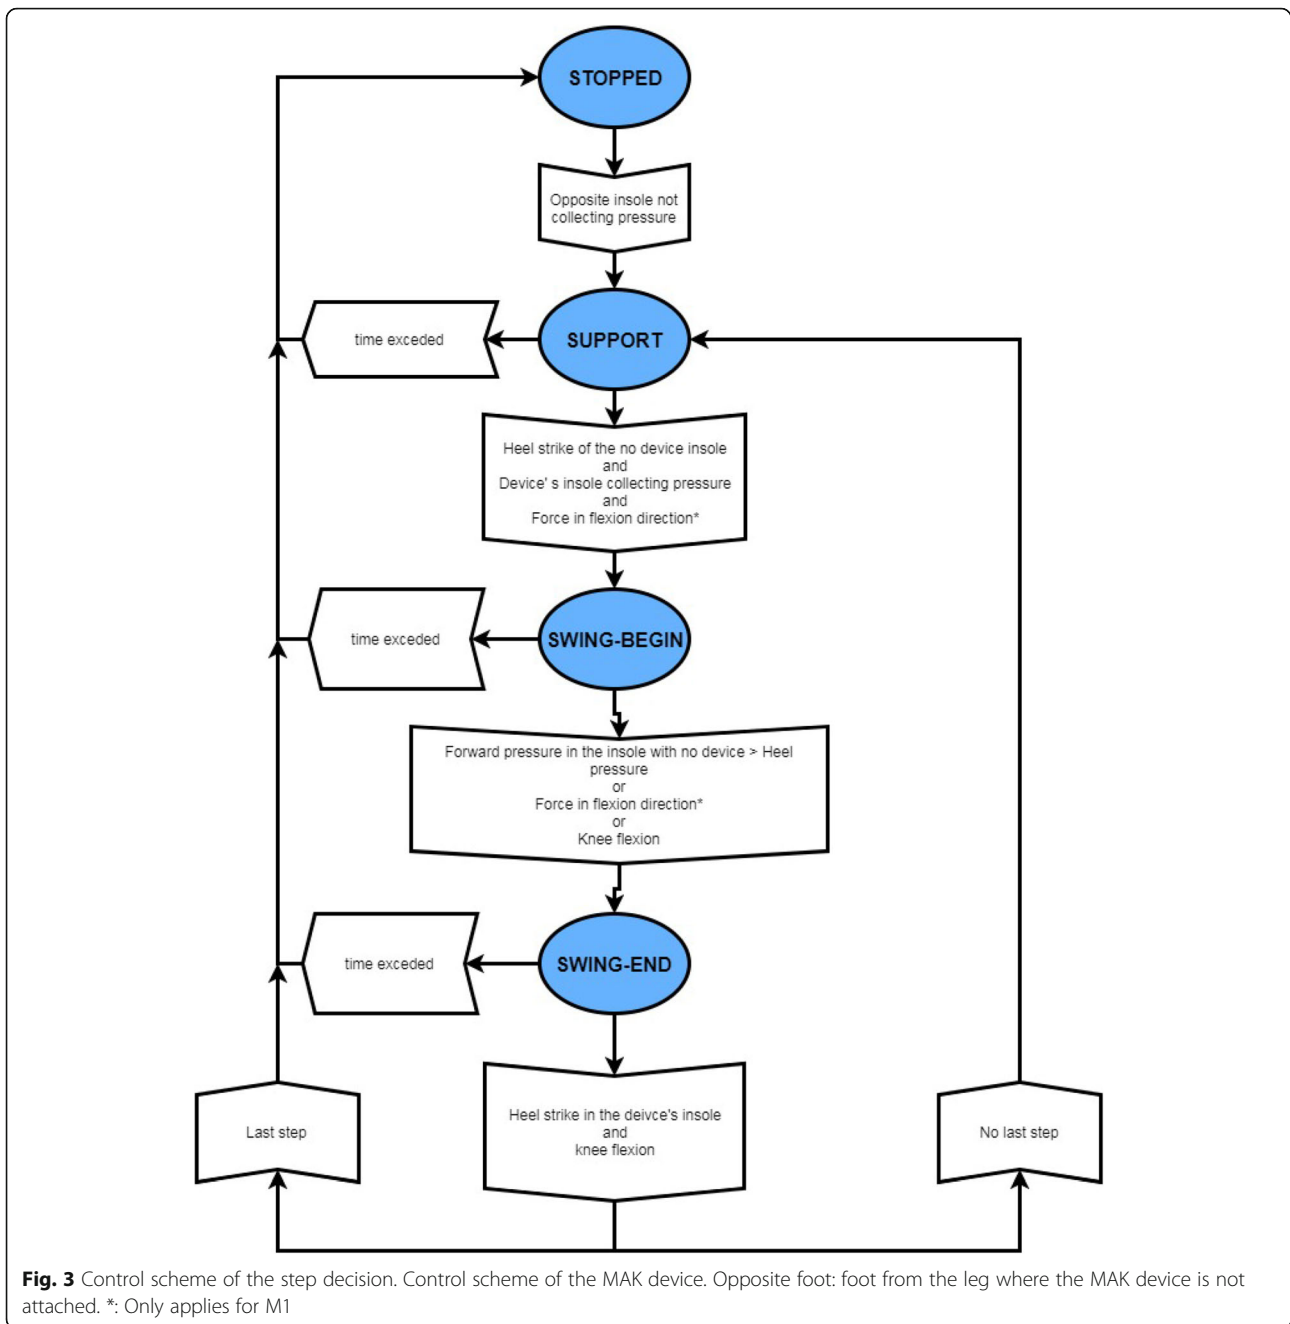 STOPPED
Opposite insole not
collecting pressure
time exceded
SUPPORT
Heel strike of the no device insole
and
Device' s insole collecting pressure
and
Force in flexion direction*
time exceded
SWING-BEGIN
Forward pressure in the insole with no device > Heel
pressure
or
Force in flexion direction*
or
Knee flexion
time exceded
SWING-END
Last step
Heel strike in the deivce's insole
and
knee flexion
No last step
Fig. 3 Control scheme of the step decision. Control scheme of the MAK device. Opposite foot: foot from the leg where the MAK device is not
attached. *: Only applies for M1